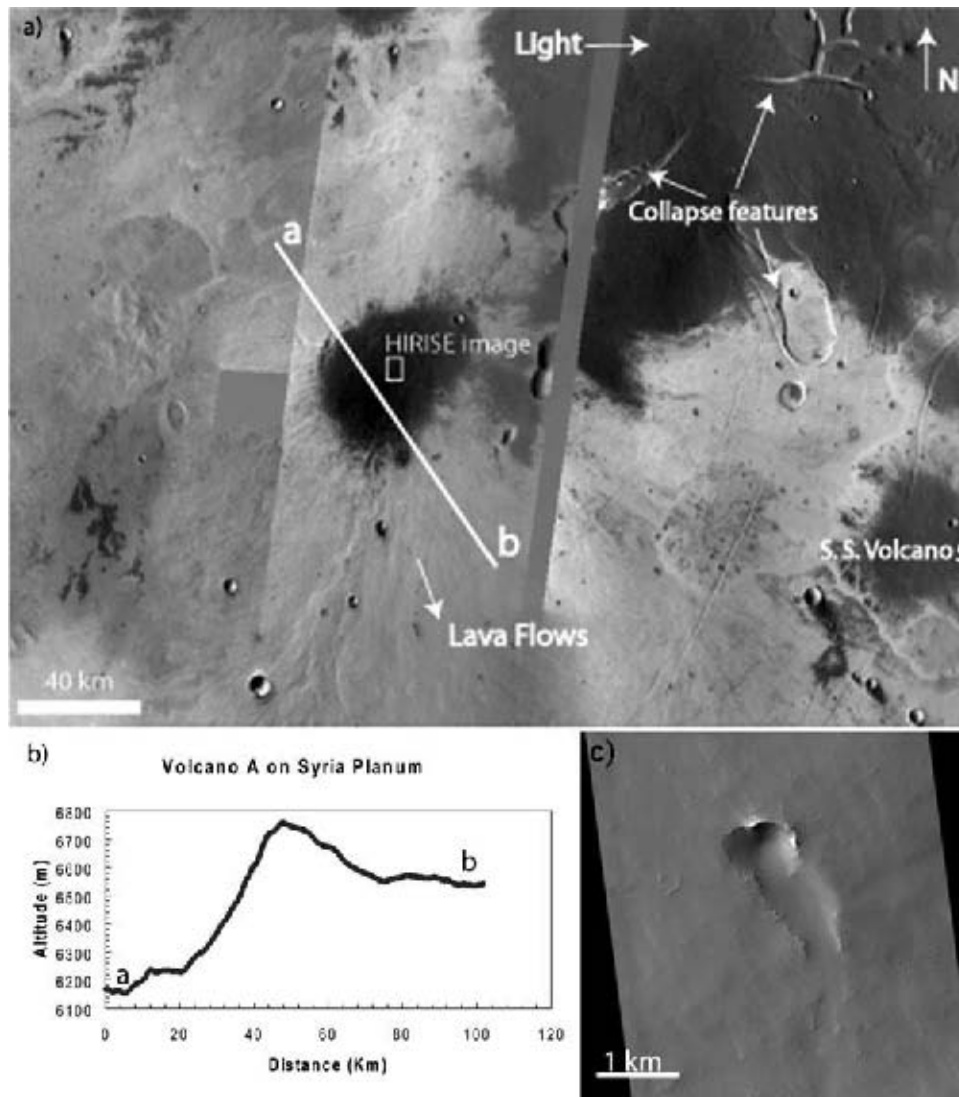 a)
Light
N
Collapse features
a
HIRISE image
b
S. S. Volcano
Lava Flows
40 km
b)
Volcano A on Syria Planum
Altitude (m)
6800
6700
6600
6500
6400
6300
6200
6100
a
b
0 20 40 60 80 100 120
Distance (Km)
c)
1 km